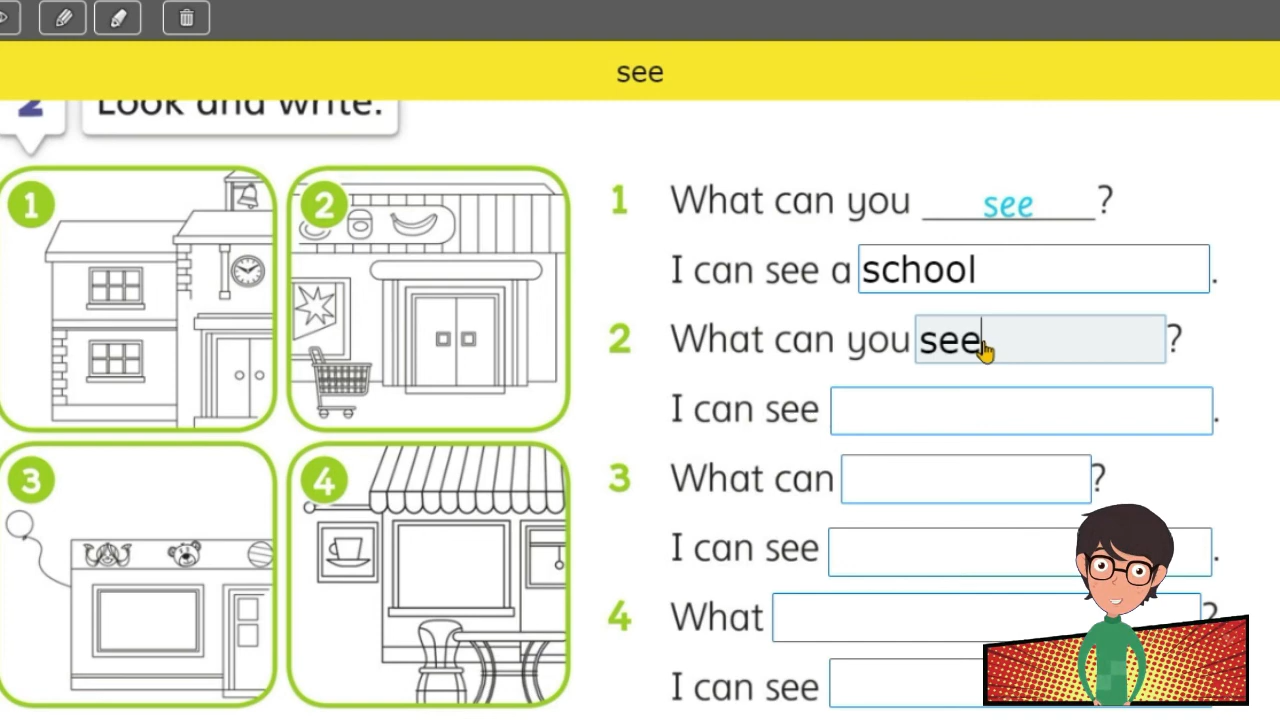 see
2 Look and write.
1
2
3
4
1 What can you see ?
I can see a school .
2 What can you see ?
I can see .
3 What can ?
I can see .
4 What ?
I can see